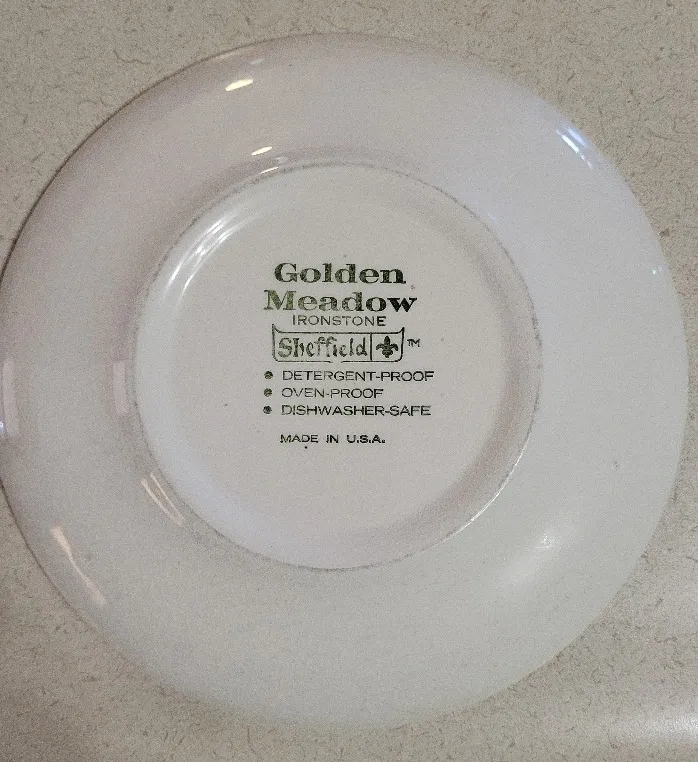 Golden
Meadow
IRONSTONE
Sheffield ™
• DETERGENT-PROOF
• OVEN-PROOF
• DISHWASHER-SAFE
MADE IN U.S.A.